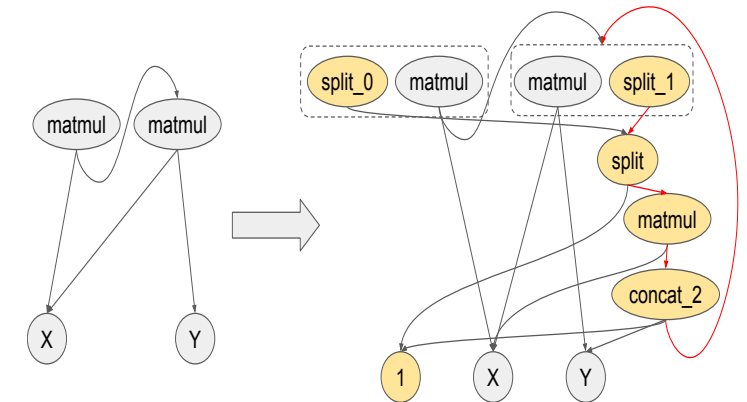 split_0 matmul matmul split_1
matmul matmul
split
matmul
concat_2
X Y
1 X Y